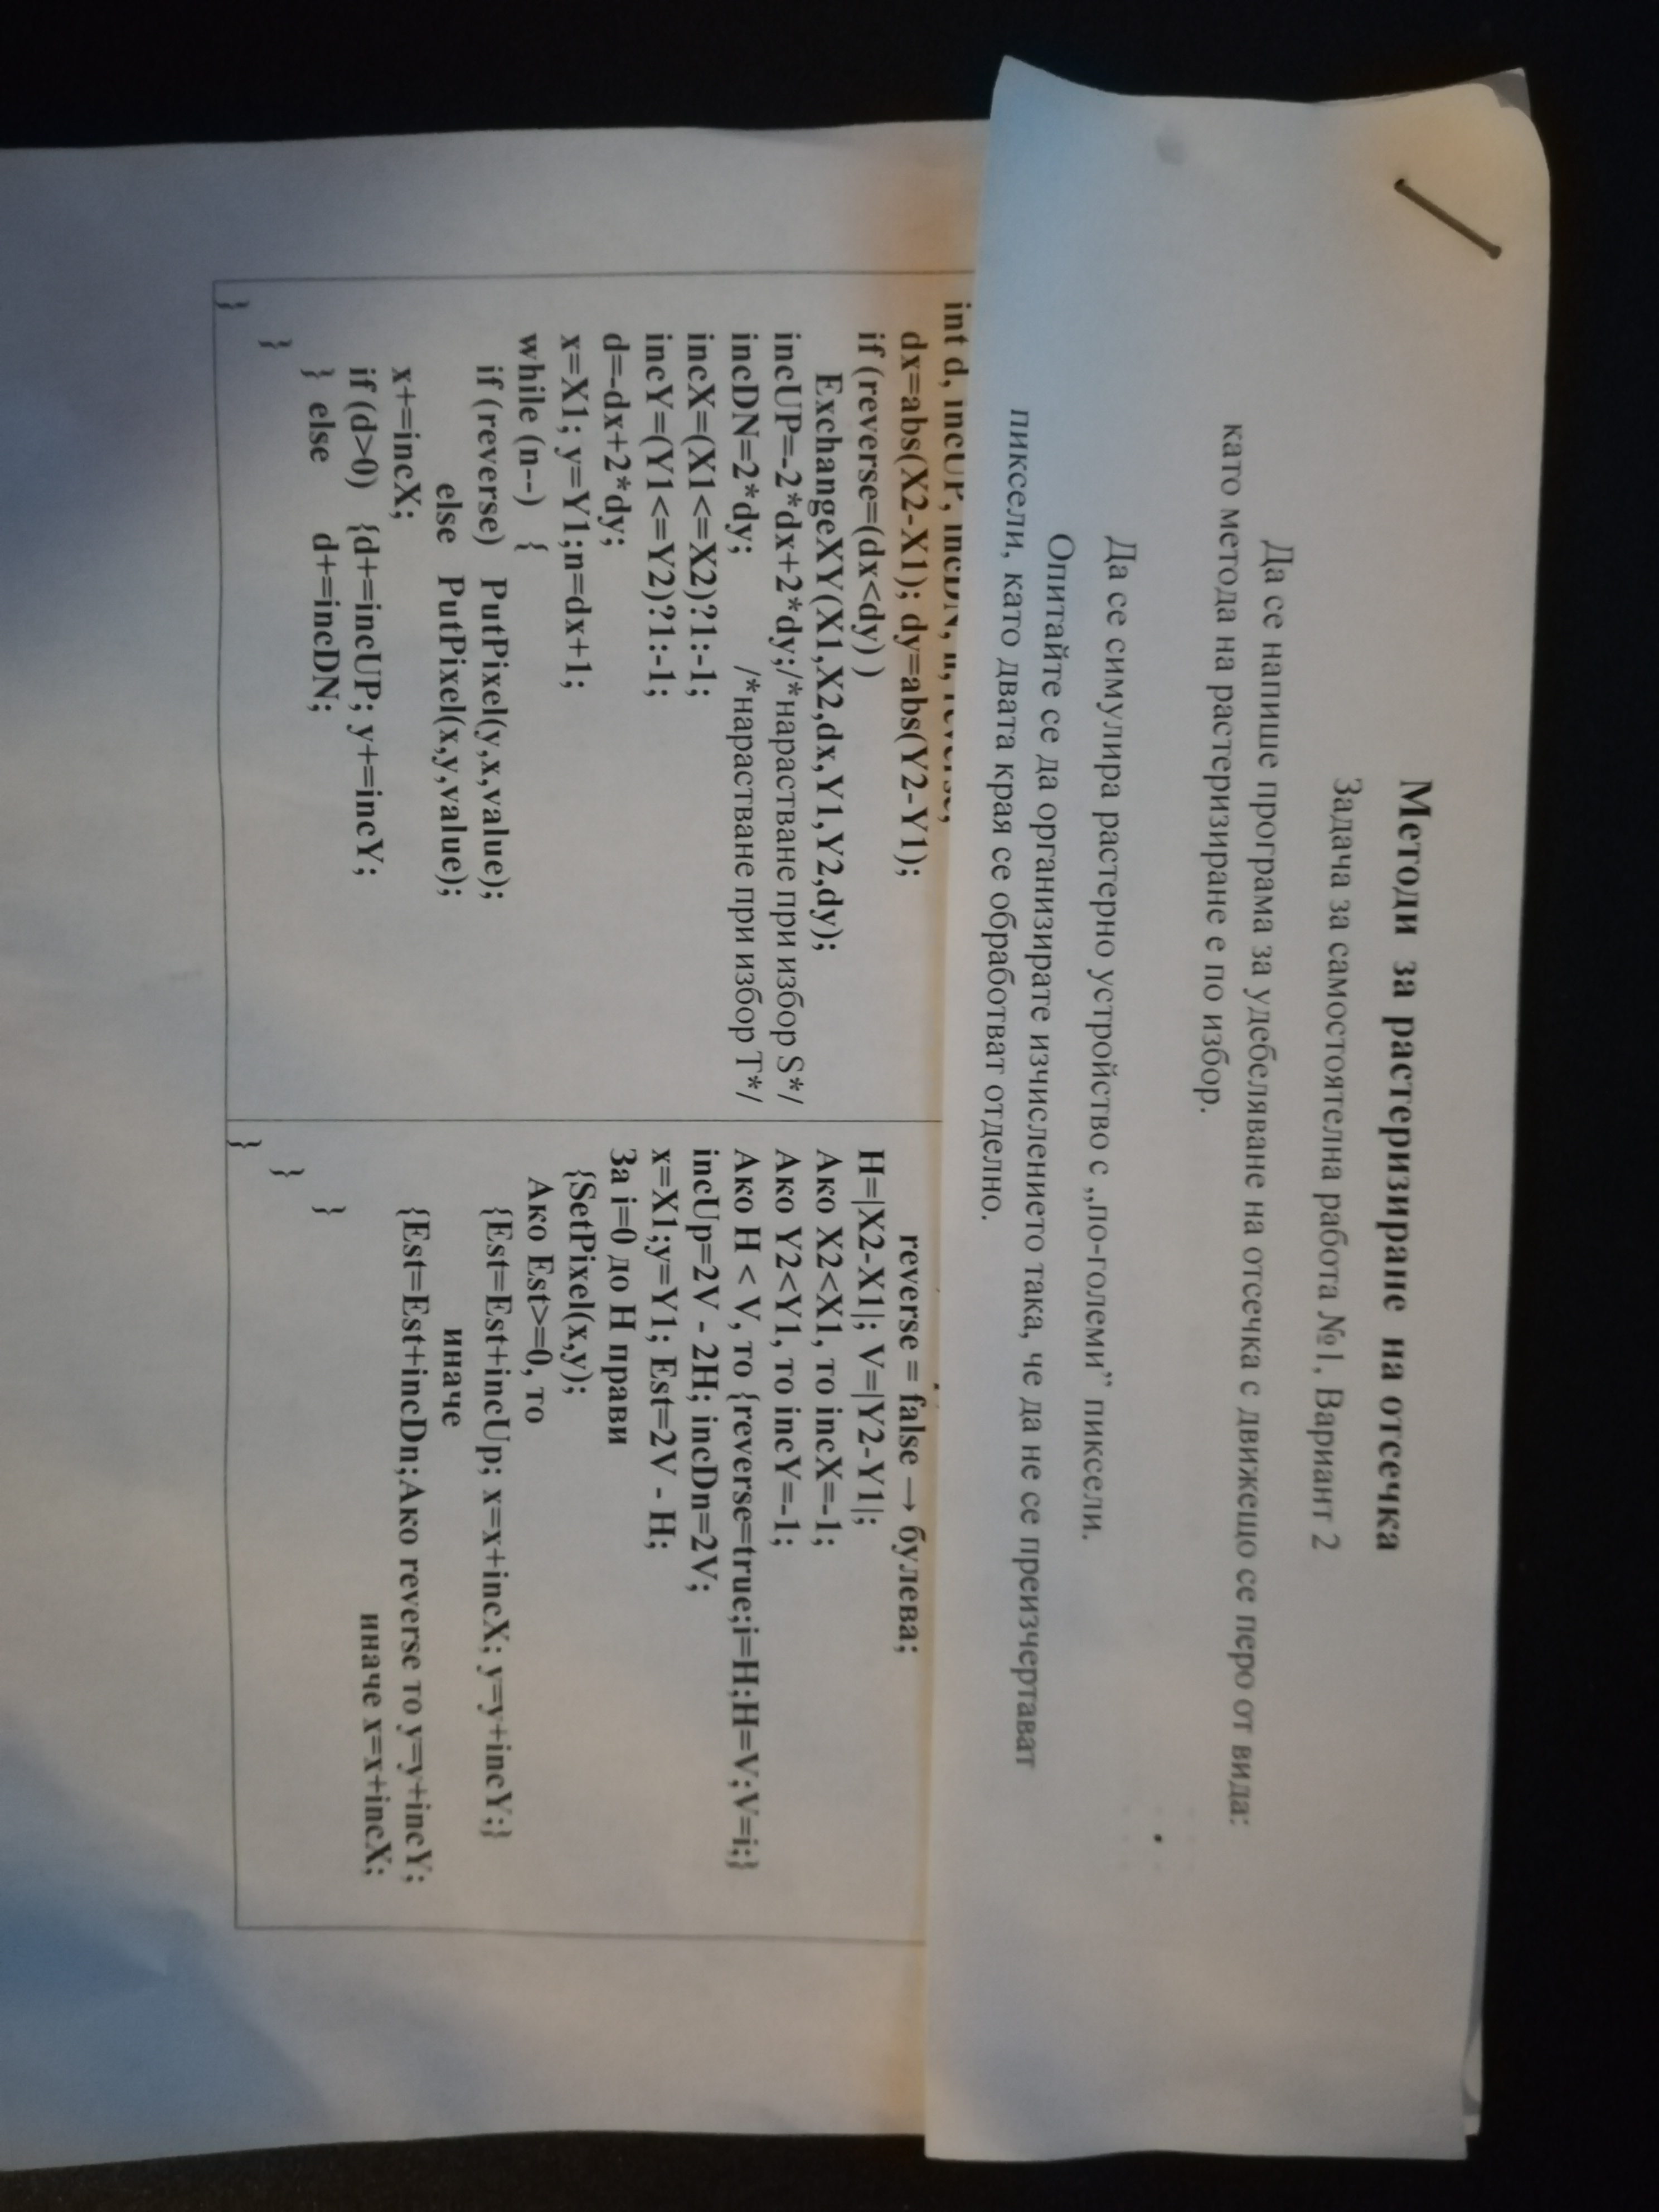 Методи за растеризиране на отсечка
Задача за самостоятелна работа №1, Вариант 2
Да се напише програма за удебеляване на отсечка с движещо се перо от вида:
като метода на растеризиране е по избор.
Да се симулира растерно устройство с „по-големи” пиксели.
Опитайте се да организирате изчислението така, че да не се преизчертават
пиксели, като двата края се обработват отделно.
int d, incUP, incDN, n, reverse;
dx=abs(X2-X1); dy=abs(Y2-Y1);
if (reverse=(dx<dy) )
ExchangeXY(X1,X2,dx,Y1,Y2,dy);
incUP=-2*dx+2*dy;/*нарастване при избор S*/
incDN=2*dy; /*нарастване при избор T*/
incX=(X1<=X2)?1:-1;
incY=(Y1<=Y2)?1:-1;
d=-dx+2*dy;
x=X1; y=Y1;n=dx+1;
while (n--) {
if (reverse) PutPixel(y,x,value);
else PutPixel(x,y,value);
x+=incX;
if (d>0) {d+=incUP; y+=incY;
} else d+=incDN;
}
}
reverse = false → булева;
H=|X2-X1|; V=|Y2-Y1|;
Ако X2<X1, то incX=-1;
Ако Y2<Y1, то incY=-1;
Ако H < V, то {reverse=true;i=H;H=V;V=i;}
incUp=2V - 2H; incDn=2V;
x=X1;y=Y1; Est=2V - H;
За i=0 до H прави
{SetPixel(x,y);
Ако Est>=0, то
{Est=Est+incUp; x=x+incX; y=y+incY;}
иначе
{Est=Est+incDn;Ако reverse то y=y+incY;
иначе x=x+incX;
}
}
}